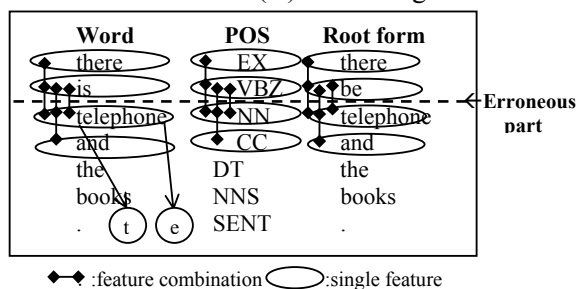 Word POS Root form
there EX there
is VBZ be
Erroneous
telephone NN telephone
part
and CC and
the DT the
books NNS books
. t e SENT .
:feature combination :single feature